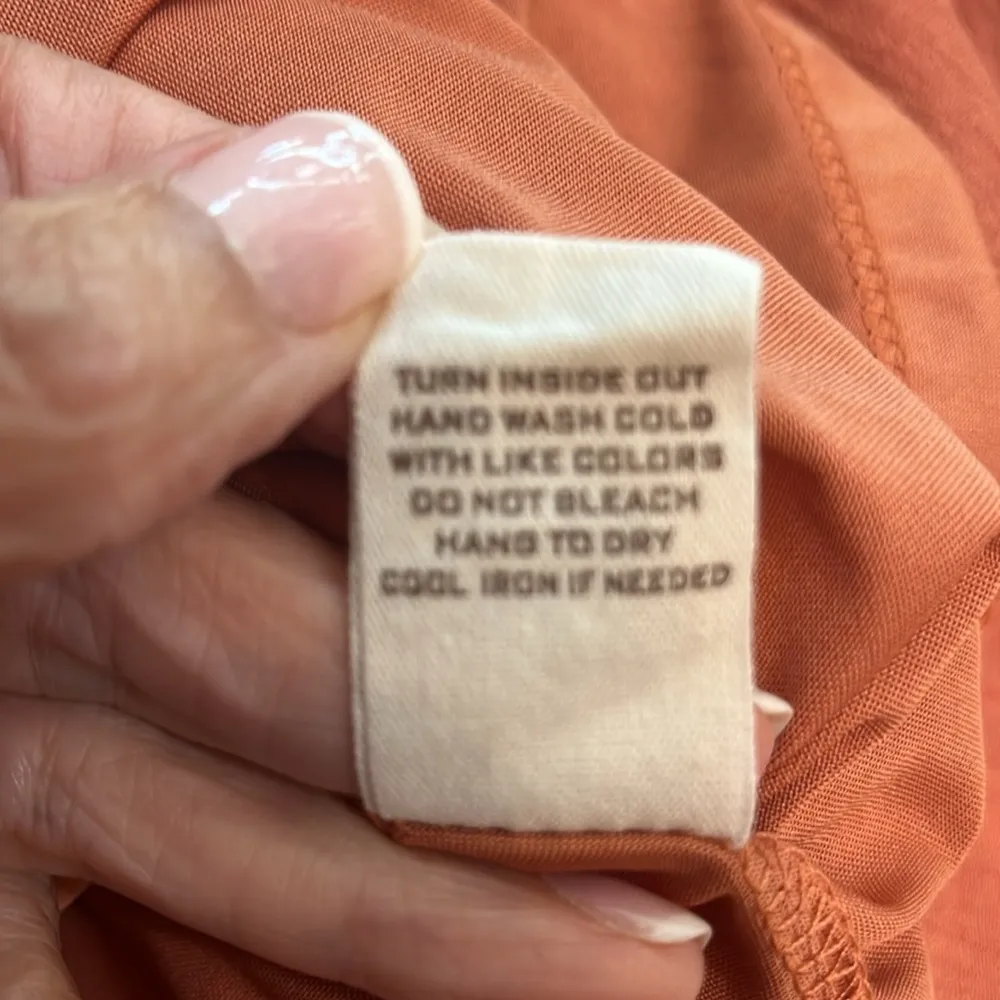 TURN INSIDE OUT
HAND WASH COLD
WITH LIKE COLORS
DO NOT BLEACH
HANG TO DRY
COOL IRON IF NEEDED